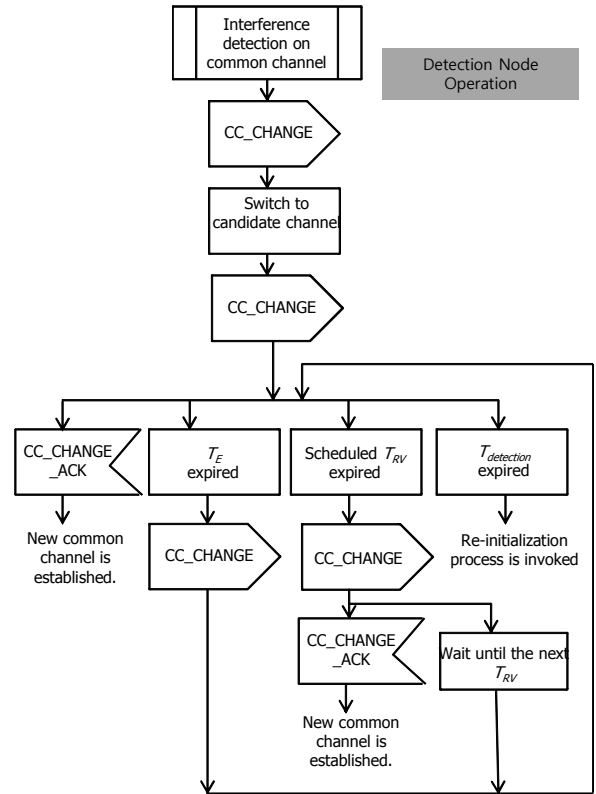 Interference
detection on
common channel
Detection Node
Operation
CC_CHANGE
Switch to
candidate channel
CC_CHANGE
CC_CHANGE
_ACK
T_E
expired
Scheduled T_RV
expired
T_detection
expired
New common
channel is
established.
CC_CHANGE
CC_CHANGE
Re-initialization
process is invoked
CC_CHANGE
_ACK
Wait until the next
T_RV
New common
channel is
established.